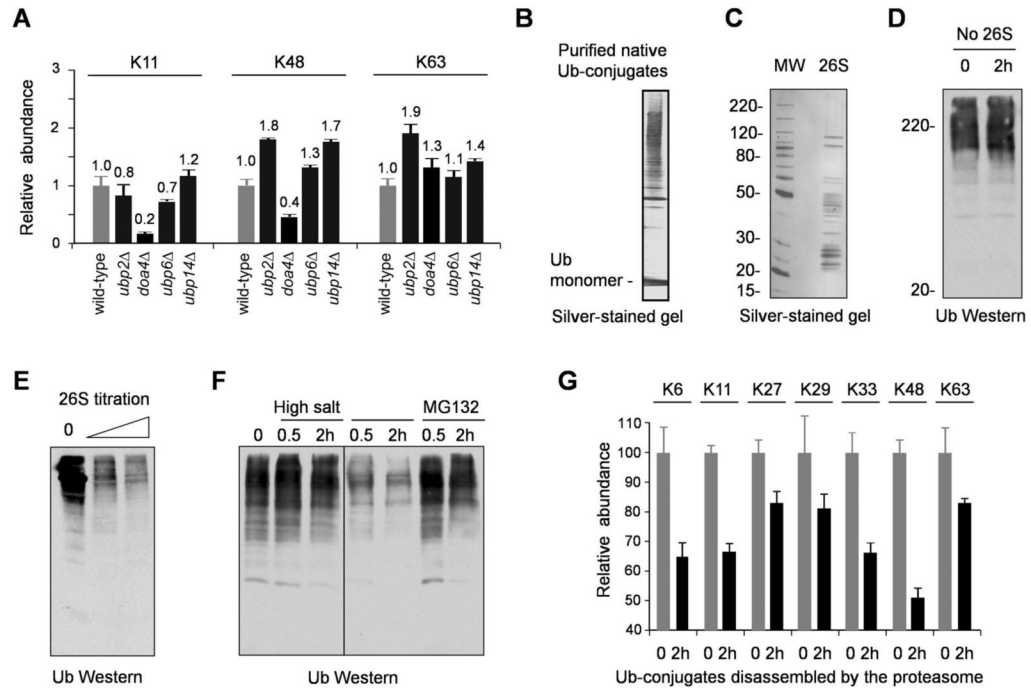 A
K11 K48 K63
Relative abundance
3
2
1
0
1.0 0.8 0.2 0.7 1.2
1.0 1.8 0.4 1.3 1.7
1.0 1.9 1.3 1.1 1.4
wild-type ubp2Δ doa4Δ ubp6Δ ubp14Δ
wild-type ubp2Δ doa4Δ ubp6Δ ubp14Δ
wild-type ubp2Δ doa4Δ ubp6Δ ubp14Δ
B
Purified native
Ub-conjugates
Ub
monomer -
Silver-stained gel
C
MW 26S
220-
120-
80-
50-
30-
20-
15-
Silver-stained gel
D
No 26S
0 2h
220-
20-
Ub Western
E
26S titration
0
Ub Western
F
High salt MG132
0 0.5 2h 0.5 2h 0.5 2h
Ub Western
G
K6 K11 K27 K29 K33 K48 K63
Relative abundance
110
100
90
80
70
60
50
40
0 2h 0 2h 0 2h 0 2h 0 2h 0 2h 0 2h
Ub-conjugates disassembled by the proteasome